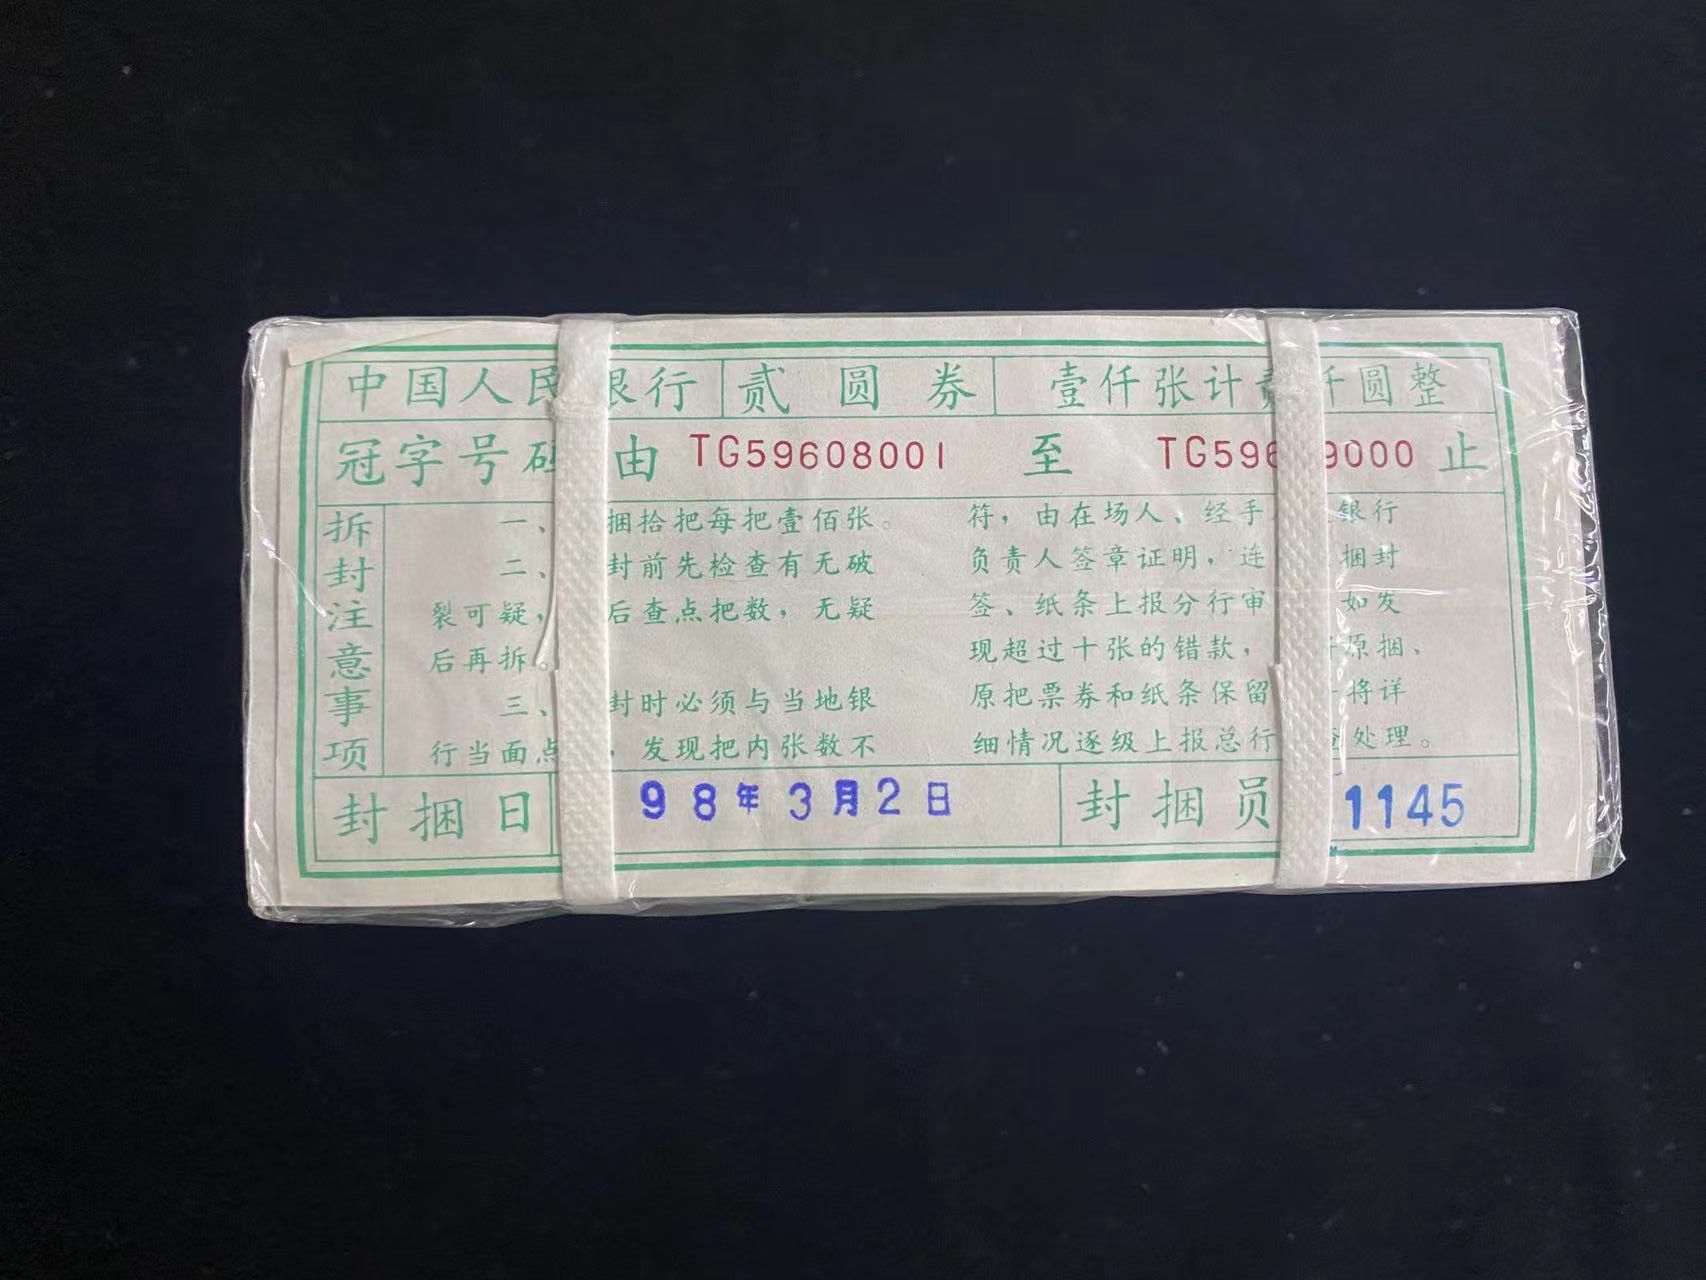 中国人民银行 贰圆券 壹仟张计贰仟圆整
冠字号码 由 TG59608001 至 TG596 9000 止
拆封注意事项
一、 捆拾把每把壹佰张。
二、 封前先检查有无破
裂可疑, 后查点把数，无疑
后再拆。
三、 封时必须与当地银
行当面点 ，发现把内张数不
符，由在场人、经手 银行
负责人签章证明，连 捆封
签、纸条上报分行审 如发
现超过十张的错款， 原捆、
原把票券和纸条保留 将详
细情况逐级上报总行 处理。
封捆日 98年3月2日 封捆员 1145